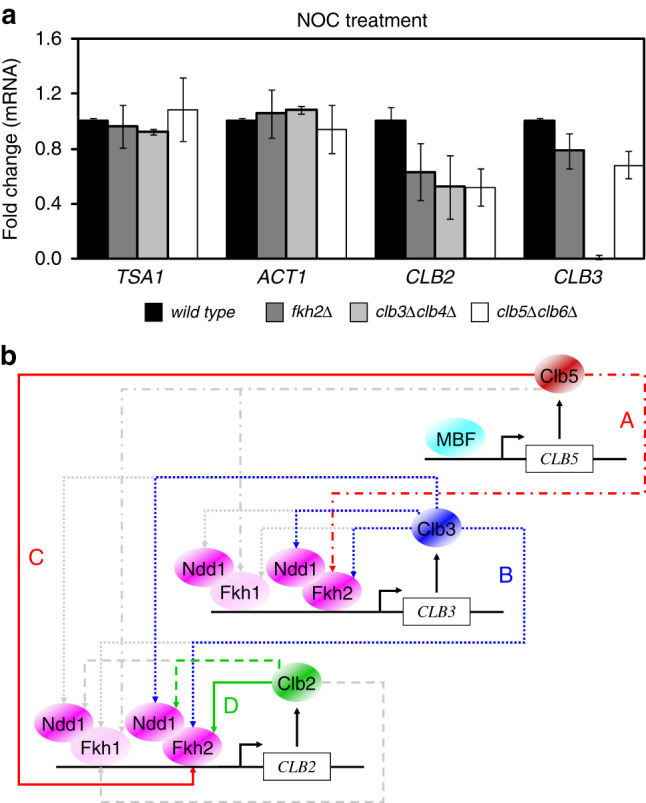 a
NOC treatment
Fold change (mRNA)
1.6
1.2
0.8
0.4
0.0
TSA1 ACT1 CLB2 CLB3
wild type fkh2Δ clb3Δclb4Δ clb5Δclb6Δ
b
Clb5
A
MBF
CLB5
Clb3
C
B
Ndd1 Ndd1
Fkh1 Fkh2
CLB3
Clb2
D
Ndd1 Ndd1
Fkh1 Fkh2
CLB2